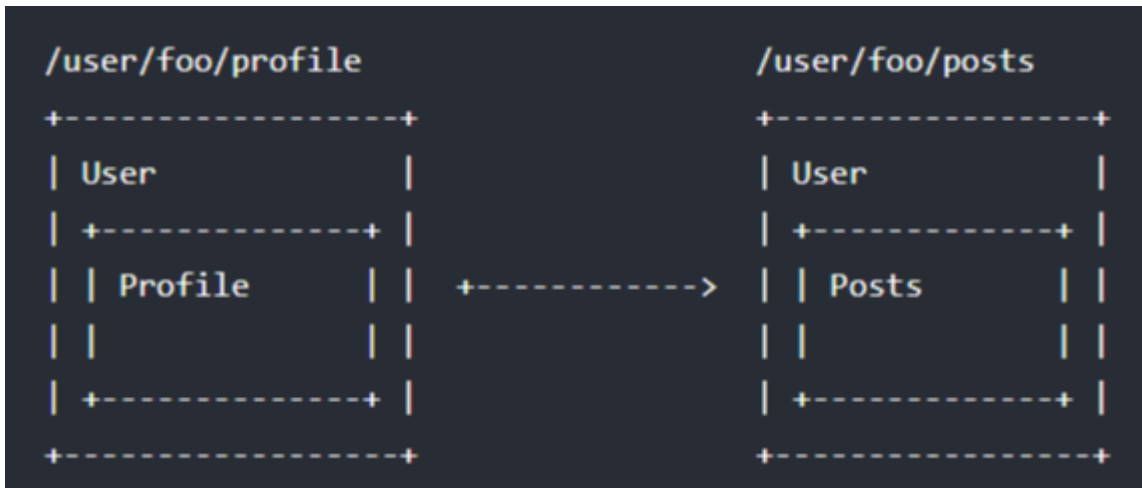 /user/foo/profile                     /user/foo/posts
+------------------+                  +-----------------+
| User             |                  | User            |
| +--------------+ |                  | +-------------+ |
| | Profile      | |  +------------>  | | Posts       | |
| |              | |                  | |             | |
| +--------------+ |                  | +-------------+ |
+------------------+                  +-----------------+